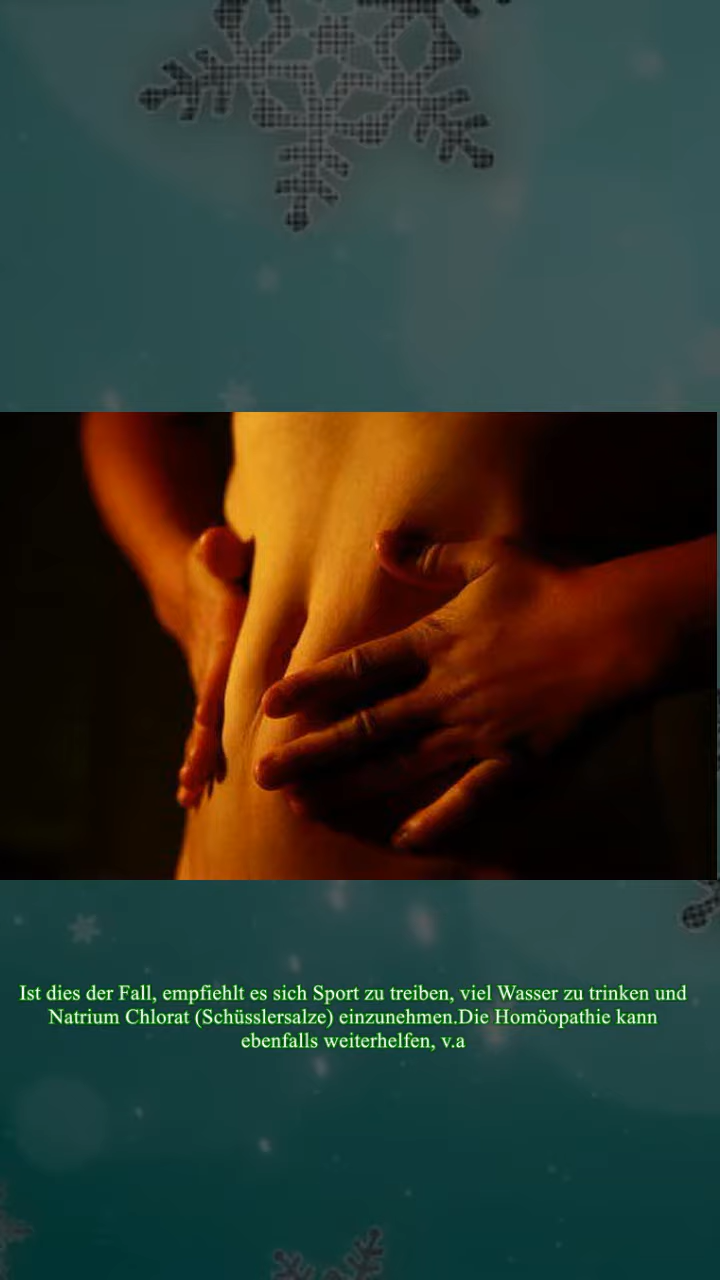 Ist dies der Fall, empfiehlt es sich Sport zu treiben, viel Wasser zu trinken und
Natrium Chlorat (Schüsslersalze) einzunehmen.Die Homöopathie kann
ebenfalls weiterhelfen, v.a